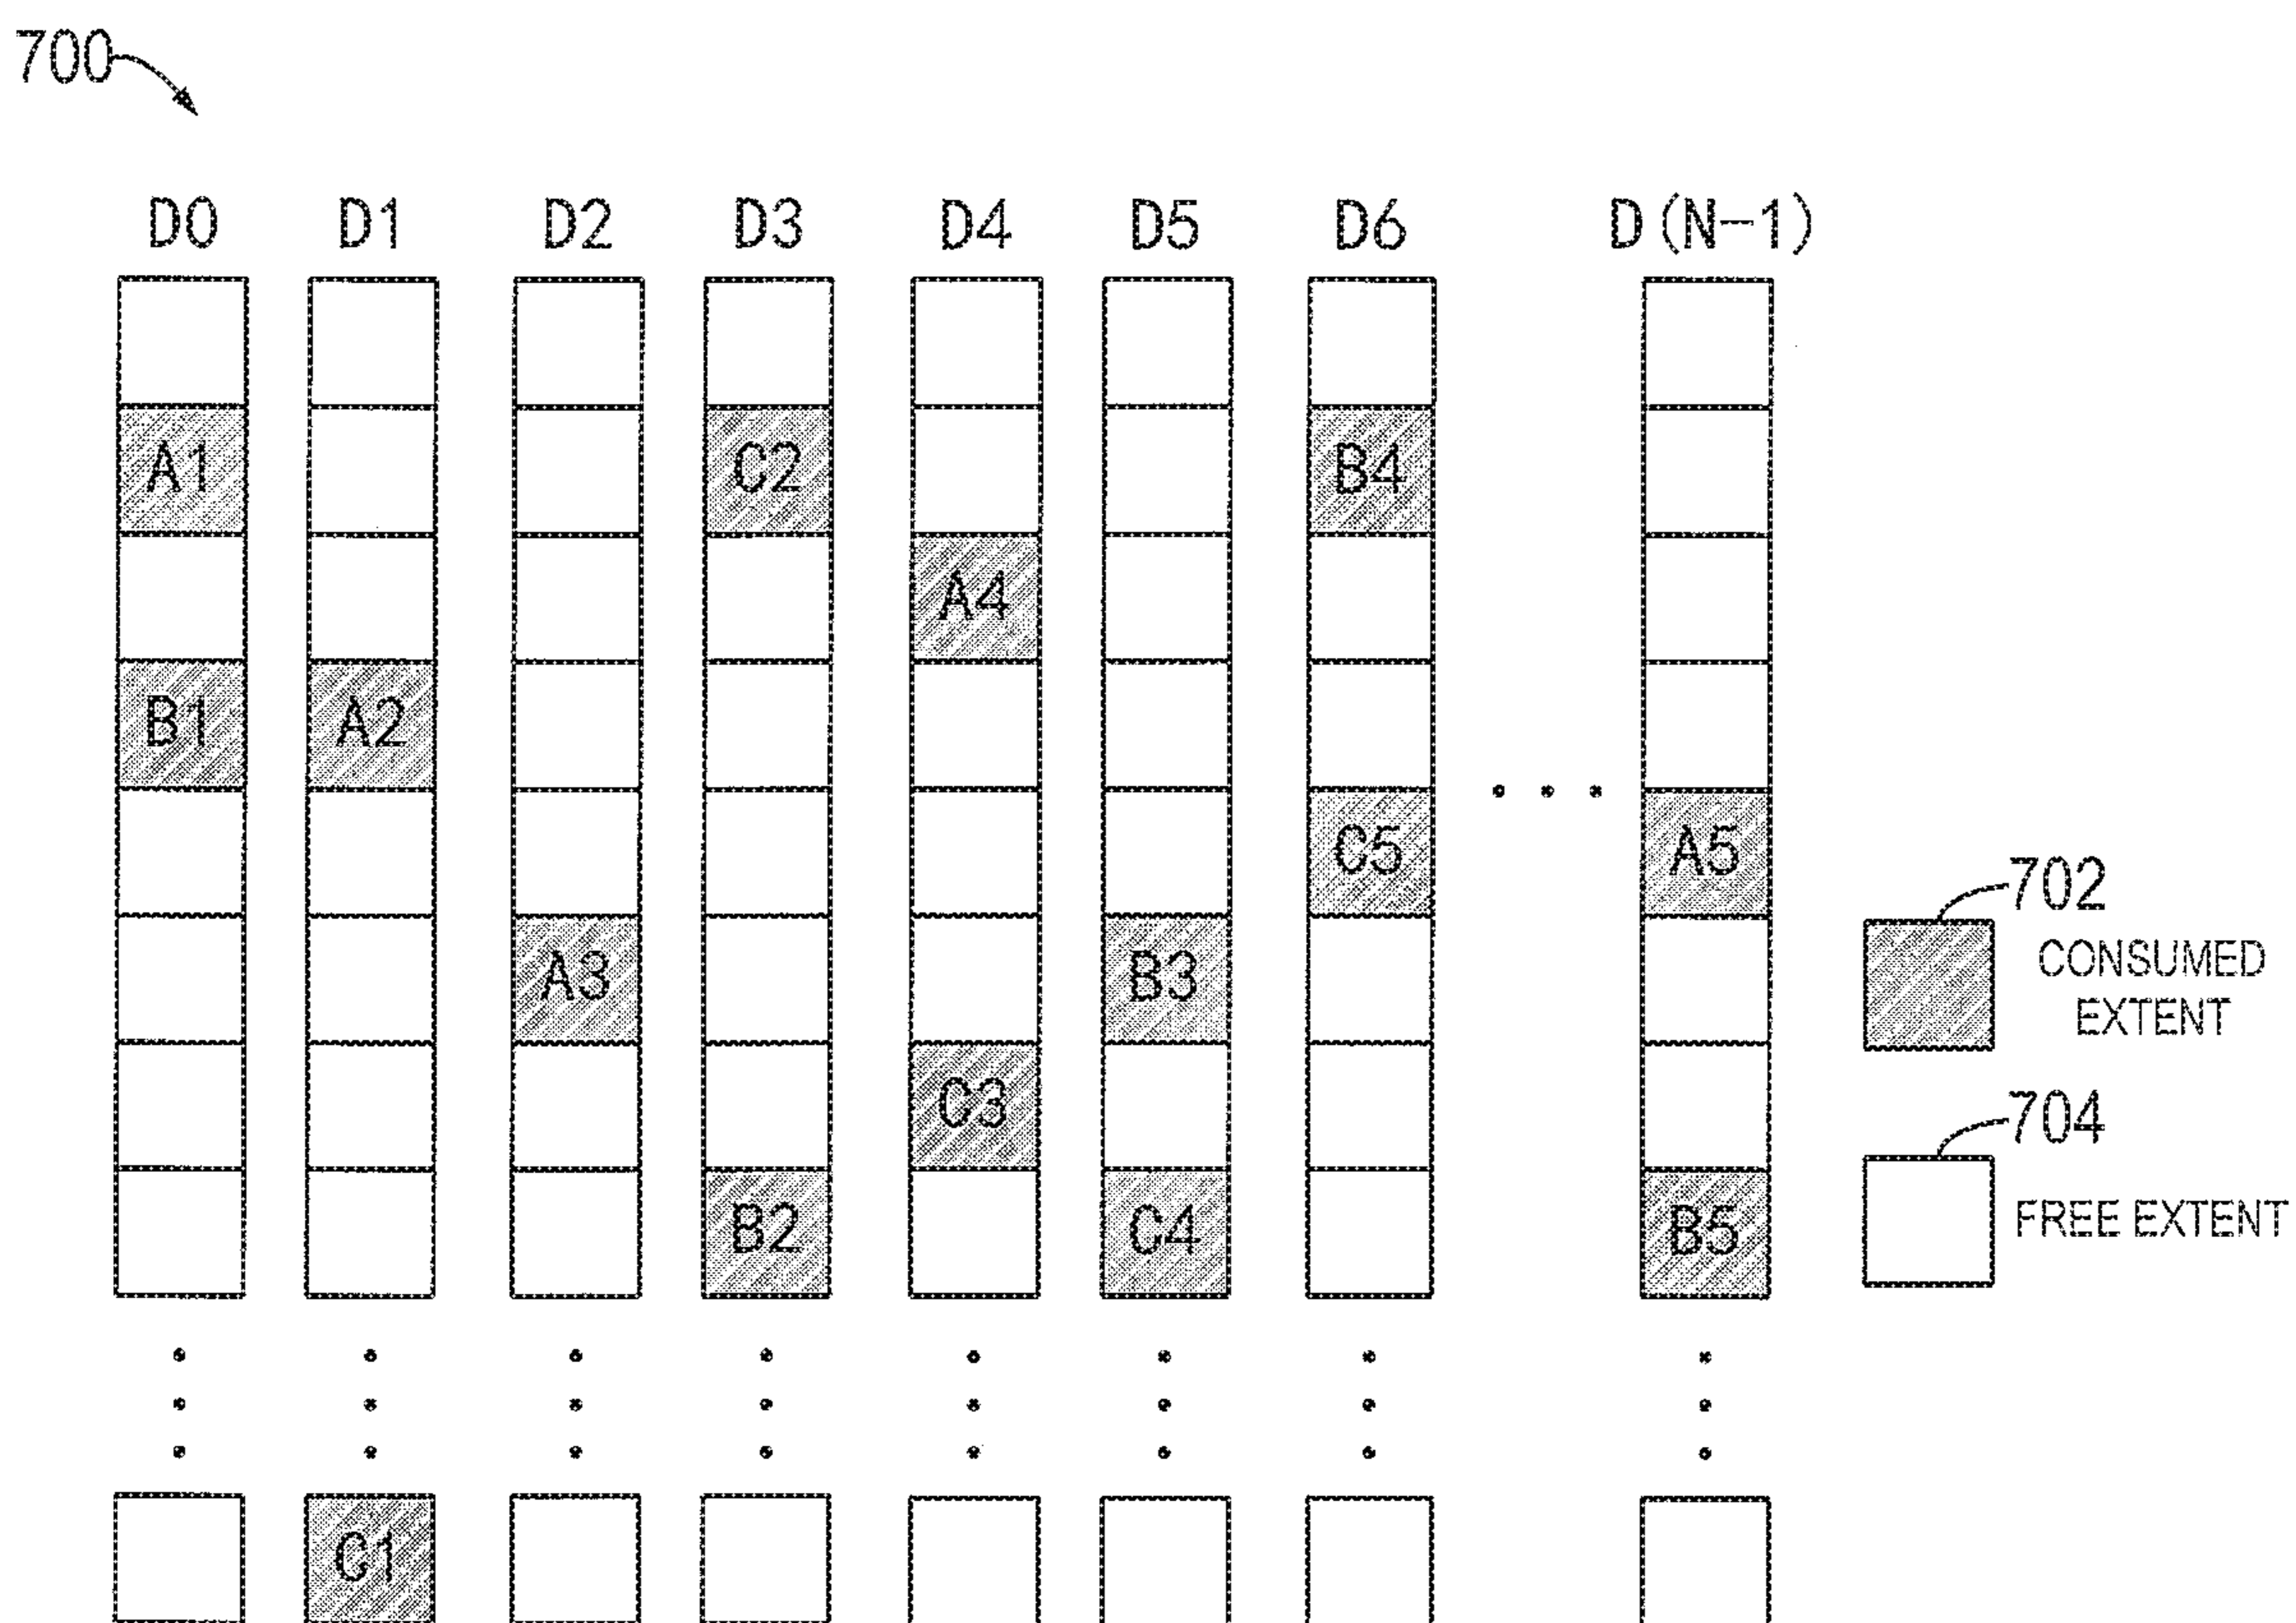 700
D0 D1 D2 D3 D4 D5 D6 D(N-1)
A1 C2 B4
A4
B1 A2
C5 A5
702
A3 B3
CONSUMED
EXTENT
C3
704
B2 C4 B5
FREE EXTENT
C1